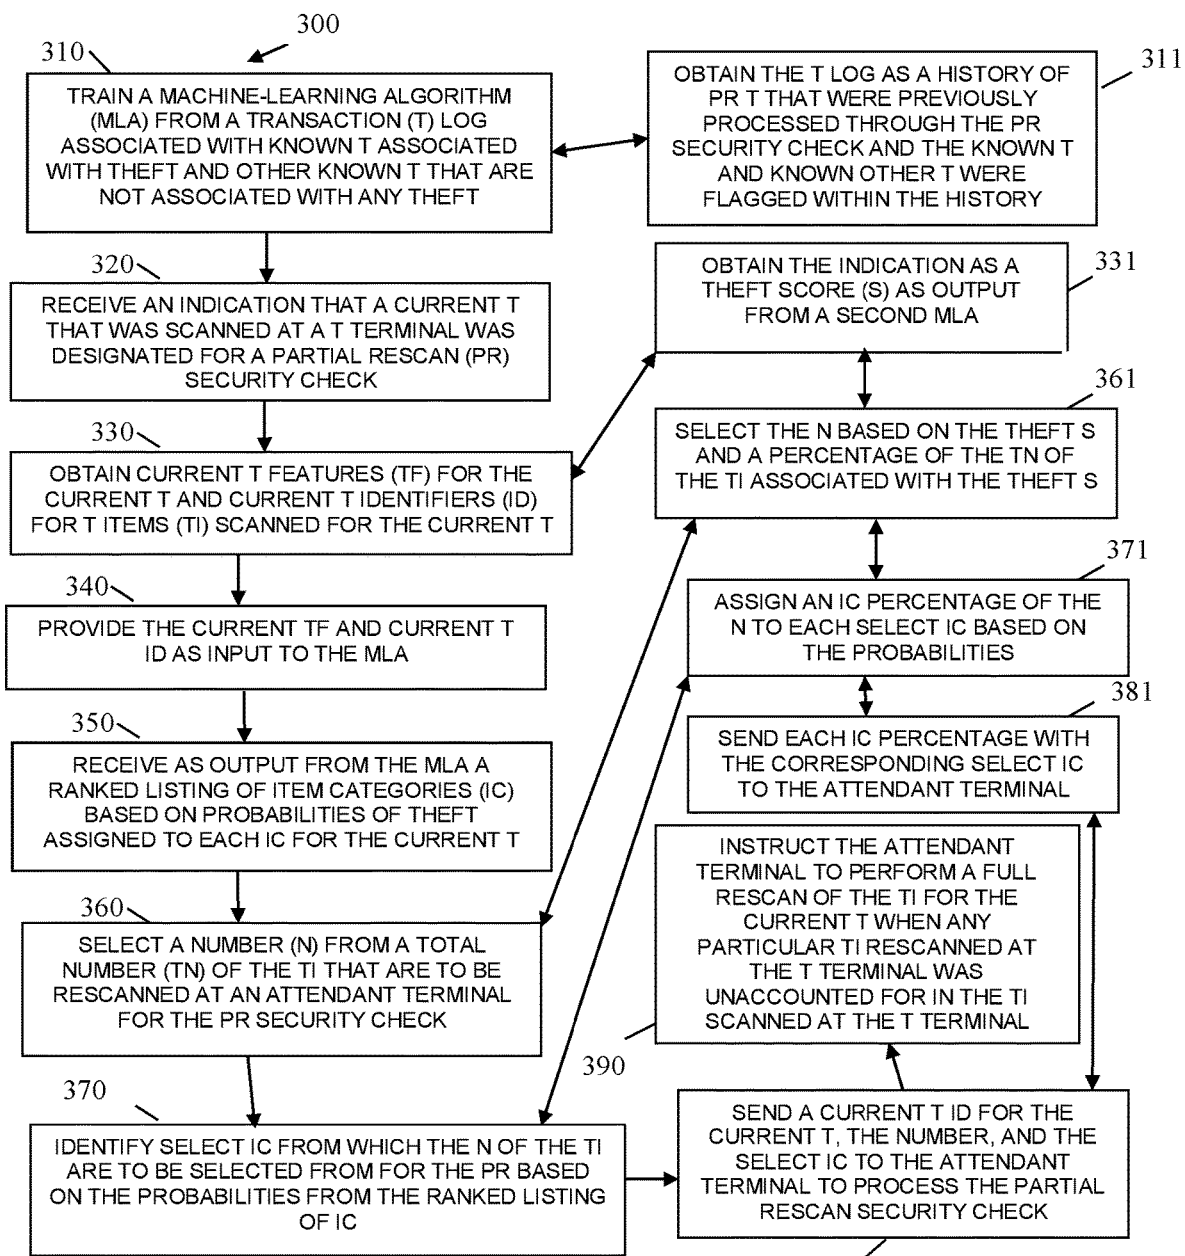 300
310
TRAIN A MACHINE-LEARNING ALGORITHM
(MLA) FROM A TRANSACTION (T) LOG
ASSOCIATED WITH KNOWN T ASSOCIATED
WITH THEFT AND OTHER KNOWN T THAT ARE
NOT ASSOCIATED WITH ANY THEFT
311
OBTAIN THE T LOG AS A HISTORY OF
PR T THAT WERE PREVIOUSLY
PROCESSED THROUGH THE PR
SECURITY CHECK AND THE KNOWN T
AND KNOWN OTHER T WERE
FLAGGED WITHIN THE HISTORY
320
RECEIVE AN INDICATION THAT A CURRENT T
THAT WAS SCANNED AT A T TERMINAL WAS
DESIGNATED FOR A PARTIAL RESCAN (PR)
SECURITY CHECK
331
OBTAIN THE INDICATION AS A
THEFT SCORE (S) AS OUTPUT
FROM A SECOND MLA
330
OBTAIN CURRENT T FEATURES (TF) FOR THE
CURRENT T AND CURRENT T IDENTIFIERS (ID)
FOR T ITEMS (TI) SCANNED FOR THE CURRENT T
361
SELECT THE N BASED ON THE THEFT S
AND A PERCENTAGE OF THE TN OF
THE TI ASSOCIATED WITH THE THEFT S
340
PROVIDE THE CURRENT TF AND CURRENT T
ID AS INPUT TO THE MLA
371
ASSIGN AN IC PERCENTAGE OF THE
N TO EACH SELECT IC BASED ON
THE PROBABILITIES
350
RECEIVE AS OUTPUT FROM THE MLA A
RANKED LISTING OF ITEM CATEGORIES (IC)
BASED ON PROBABILITIES OF THEFT
ASSIGNED TO EACH IC FOR THE CURRENT T
381
SEND EACH IC PERCENTAGE WITH
THE CORRESPONDING SELECT IC
TO THE ATTENDANT TERMINAL
360
SELECT A NUMBER (N) FROM A TOTAL
NUMBER (TN) OF THE TI THAT ARE TO BE
RESCANNED AT AN ATTENDANT TERMINAL
FOR THE PR SECURITY CHECK
INSTRUCT THE ATTENDANT
TERMINAL TO PERFORM A FULL
RESCAN OF THE TI FOR THE
CURRENT T WHEN ANY
PARTICULAR TI RESCANNED AT
THE T TERMINAL WAS
UNACCOUNTED FOR IN THE TI
SCANNED AT THE T TERMINAL
390
370
IDENTIFY SELECT IC FROM WHICH THE N OF THE TI
ARE TO BE SELECTED FROM FOR THE PR BASED
ON THE PROBABILITIES FROM THE RANKED LISTING
OF IC
SEND A CURRENT T ID FOR THE
CURRENT T, THE NUMBER, AND THE
SELECT IC TO THE ATTENDANT
TERMINAL TO PROCESS THE PARTIAL
RESCAN SECURITY CHECK